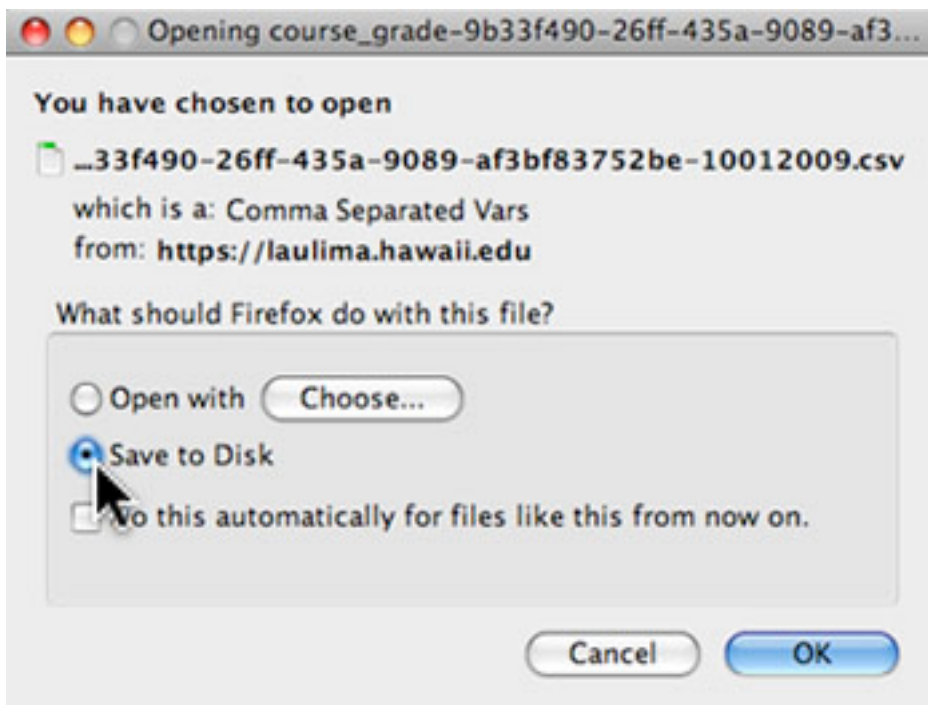 Opening course_grade-9b33f490-26ff-435a-9089-af3...
You have chosen to open
...33f490-26ff-435a-9089-af3bf83752be-10012009.csv
which is a: Comma Separated Vars
from: https://laulima.hawaii.edu
What should Firefox do with this file?
Open with Choose...
Save to Disk
Do this automatically for files like this from now on.
Cancel OK